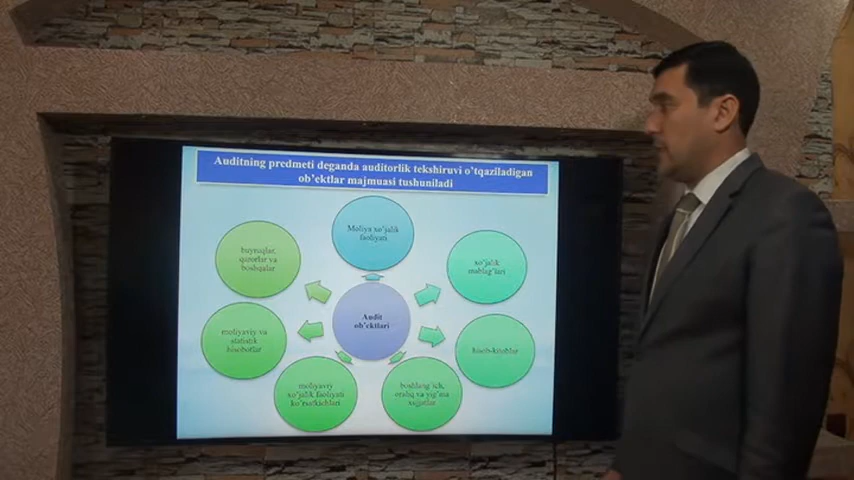 Auditning predmeti deganda auditorlik tekshiruvi o'tqaziladigan
ob'ektlar majmuasi tushuniladi
Moliya xo'jalik
faoliyati
xo'jalik
mablag'lari
hisob-kitoblar
boshlang'ich,
oraliq va yig'ma
xujjatlar
moliyaviy
xo'jalik faoliyati
ko'rsatkichlari
moliyaviy va
statistik
hisobotlar
buyruqlar,
qarorlar va
boshqalar
Audit
ob'ektlari